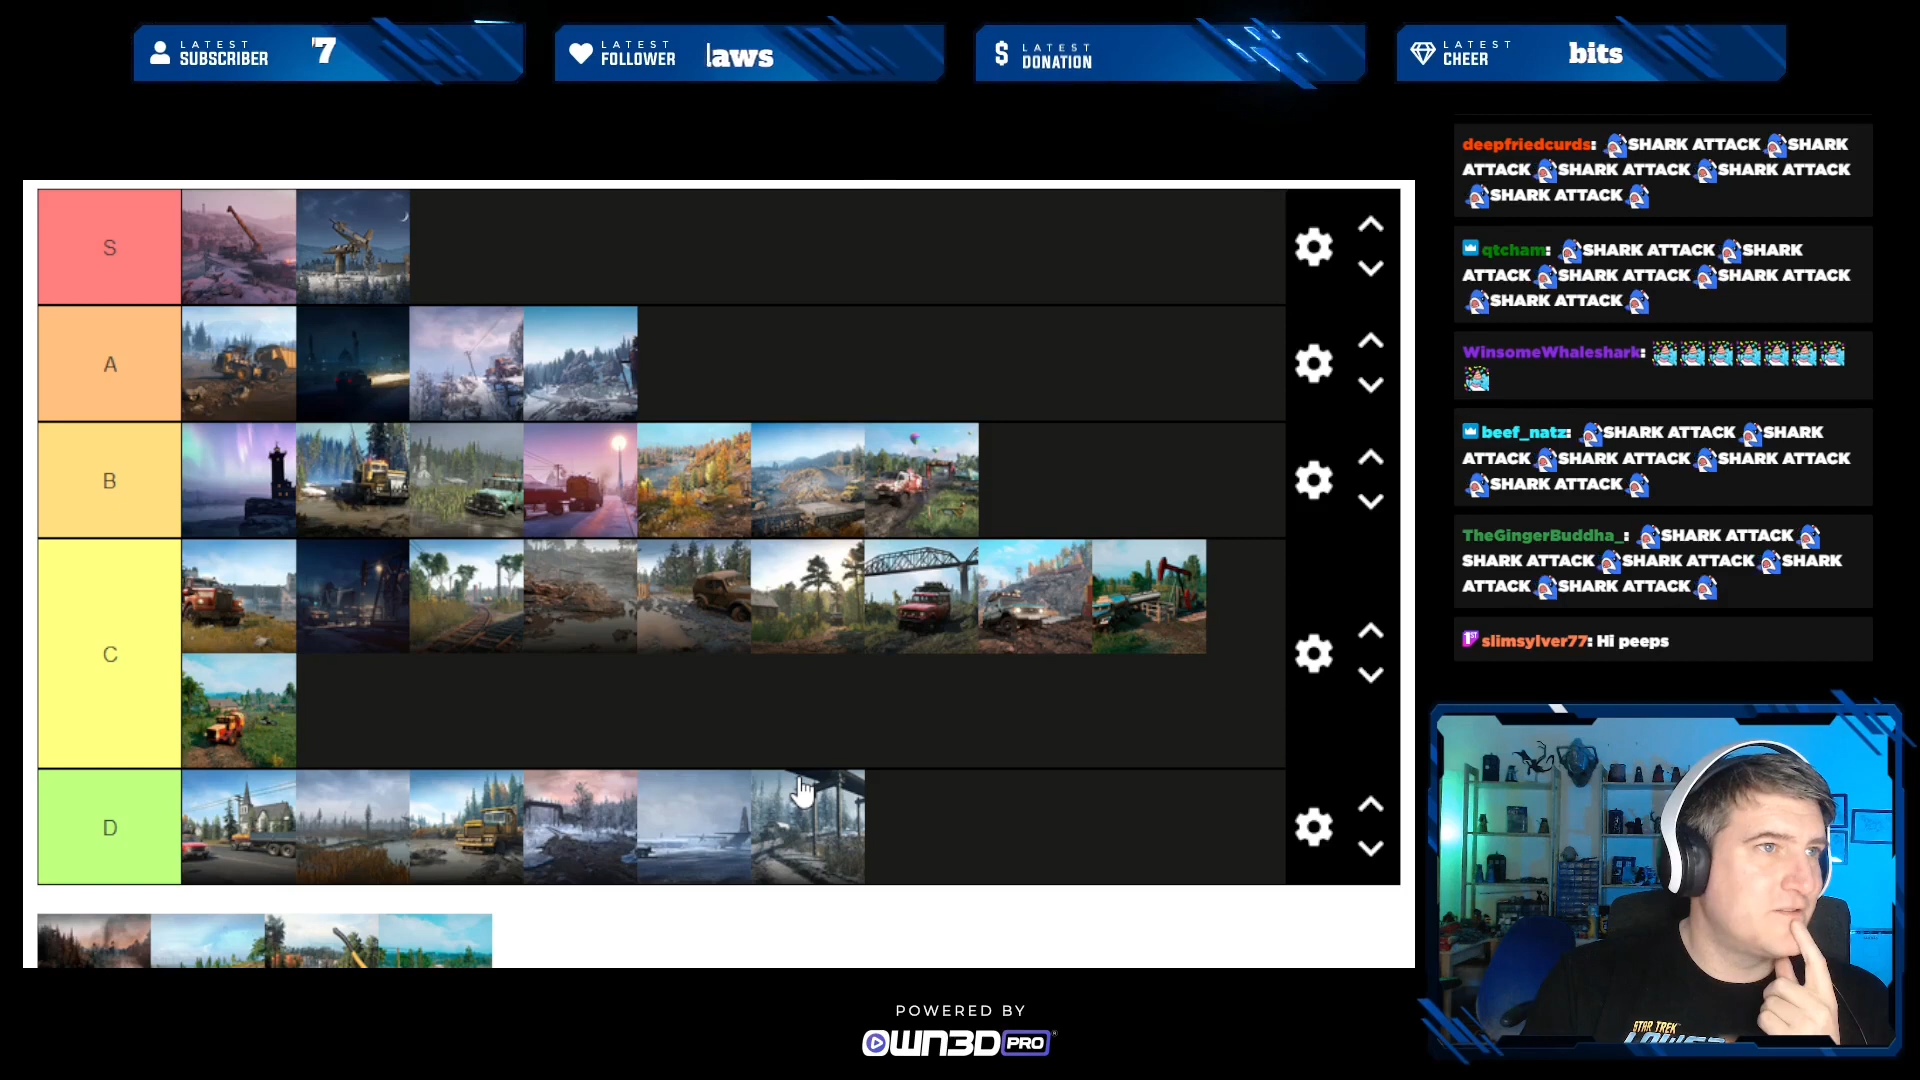 LATEST
SUBSCRIBER
7
LATEST
FOLLOWER
laws
LATEST
DONATION
LATEST
CHEER
bits
deepfriedcurds: SHARK ATTACK SHARK
ATTACK SHARK ATTACK SHARK ATTACK
SHARK ATTACK
qtcham: SHARK ATTACK SHARK
ATTACK SHARK ATTACK SHARK ATTACK
SHARK ATTACK
WinsomeWhaleshark:
beef_natz: SHARK ATTACK SHARK
ATTACK SHARK ATTACK SHARK ATTACK
SHARK ATTACK
TheGingerBuddha_: SHARK ATTACK
SHARK ATTACK SHARK ATTACK SHARK
ATTACK SHARK ATTACK
1ST slimsylver77: Hi peeps
S
A
B
C
D
STAR TREK
LOWER
POWERED BY
OWN3D PRO